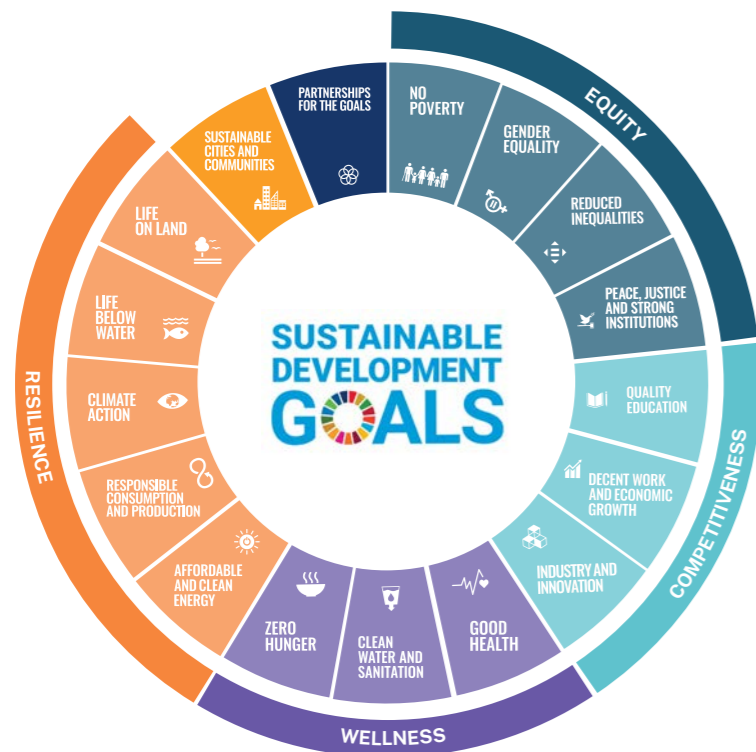 SUSTAINABLE
DEVELOPMENT
GOALS
EQUITY
NO
POVERTY
GENDER
EQUALITY
REDUCED
INEQUALITIES
PEACE, JUSTICE
AND STRONG
INSTITUTIONS
COMPETITIVENESS
QUALITY
EDUCATION
DECENT WORK
AND ECONOMIC
GROWTH
INDUSTRY AND
INNOVATION
WELLNESS
GOOD
HEALTH
CLEAN
WATER AND
SANITATION
ZERO
HUNGER
RESILIENCE
AFFORDABLE
AND CLEAN
ENERGY
RESPONSIBLE
CONSUMPTION
AND PRODUCTION
CLIMATE
ACTION
LIFE
BELOW
WATER
LIFE
ON LAND
SUSTAINABLE
CITIES AND
COMMUNITIES
PARTNERSHIPS
FOR THE GOALS